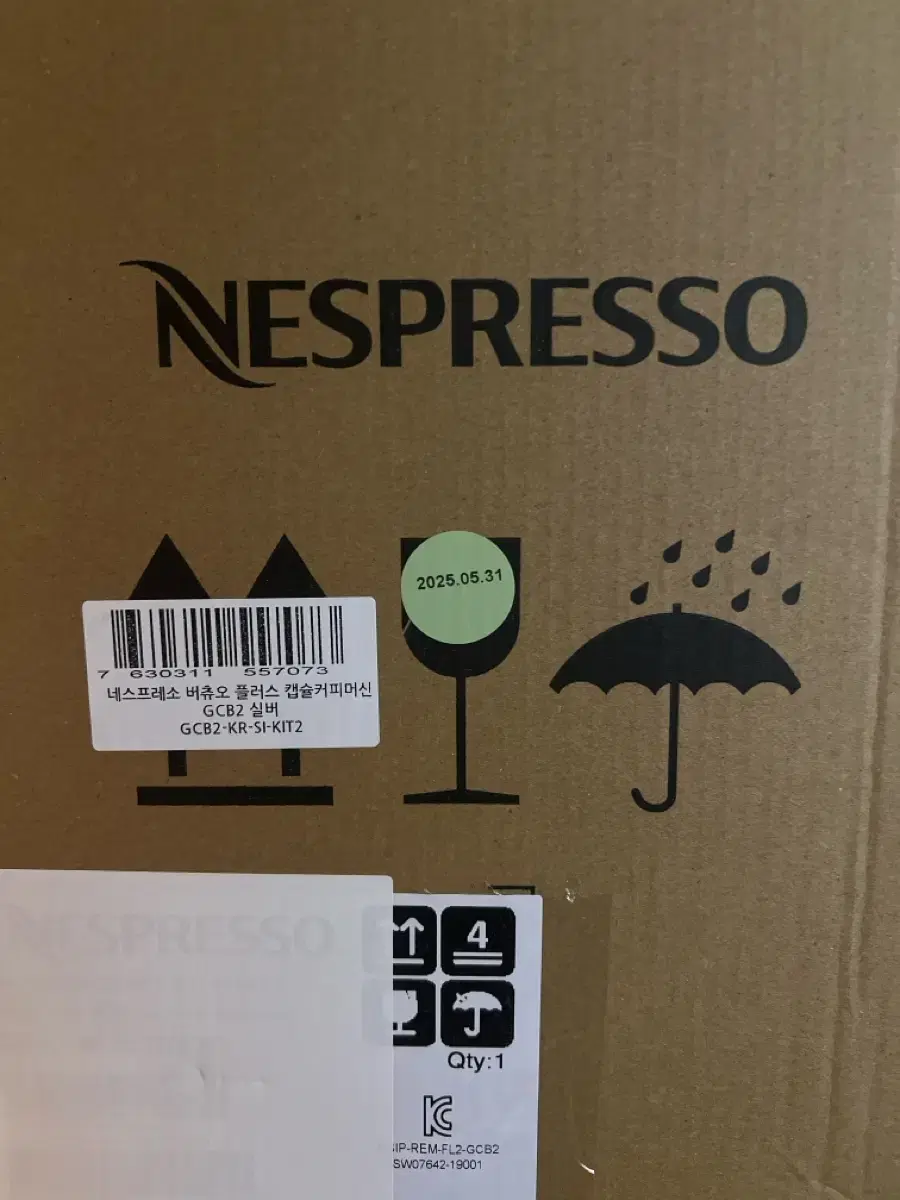 NESPRESSO
2025.05.31
7 630311 557073
네스프레소 버츄오 플러스 캡슐커피머신
GCB2 실버
GCB2-KR-SI-KIT2
NESPRESSO
4
Qty:1
KC
IP-REM-FL2-GCB2
SW07642-19001